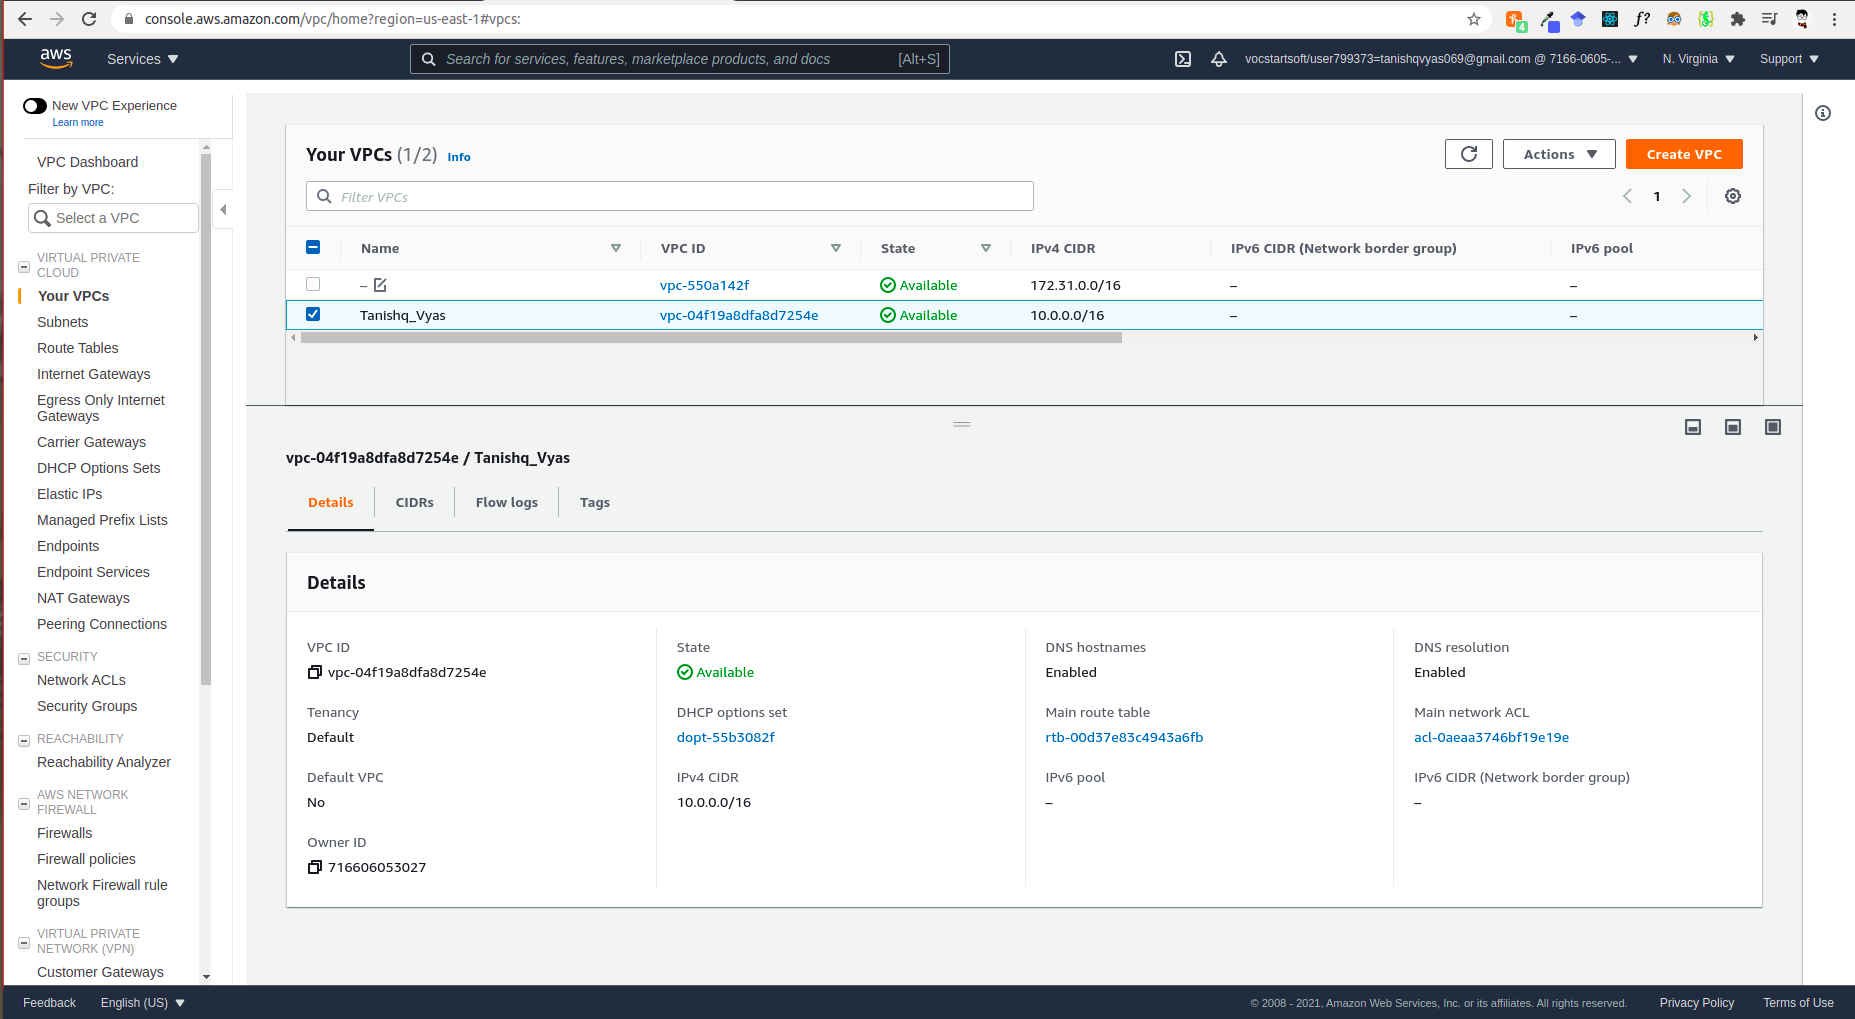 console.aws.amazon.com/vpc/home?region=us-east-1#vpcs:
4
f?
aws
Services
Search for services, features, marketplace products, and docs [Alt+S]
vocstartsoft/user799373=tanishqvyas069@gmail.com @ 7166-0605-...
N. Virginia
Support
New VPC Experience
Learn more
VPC Dashboard
Filter by VPC:
Select a VPC
VIRTUAL PRIVATE
CLOUD
Your VPCs
Subnets
Route Tables
Internet Gateways
Egress Only Internet
Gateways
Carrier Gateways
DHCP Options Sets
Elastic IPs
Managed Prefix Lists
Endpoints
Endpoint Services
NAT Gateways
Peering Connections
SECURITY
Network ACLs
Security Groups
REACHABILITY
Reachability Analyzer
AWS NETWORK
FIREWALL
Firewalls
Firewall policies
Network Firewall rule
groups
VIRTUAL PRIVATE
NETWORK (VPN)
Customer Gateways
Your VPCs (1/2) Info
Actions
Create VPC
Filter VPCs
1
Name VPC ID State IPv4 CIDR IPv6 CIDR (Network border group) IPv6 pool
– vpc-550a142f Available 172.31.0.0/16 – –
Tanishq_Vyas vpc-04f19a8dfa8d7254e Available 10.0.0.0/16 – –
vpc-04f19a8dfa8d7254e / Tanishq_Vyas
Details CIDRs Flow logs Tags
Details
VPC ID State DNS hostnames DNS resolution
vpc-04f19a8dfa8d7254e Available Enabled Enabled
Tenancy DHCP options set Main route table Main network ACL
Default dopt-55b3082f rtb-00d37e83c4943a6fb acl-0aeaa3746bf19e19e
Default VPC IPv4 CIDR IPv6 pool IPv6 CIDR (Network border group)
No 10.0.0.0/16 – –
Owner ID
716606053027
Feedback English (US) © 2008 - 2021, Amazon Web Services, Inc. or its affiliates. All rights reserved. Privacy Policy Terms of Use